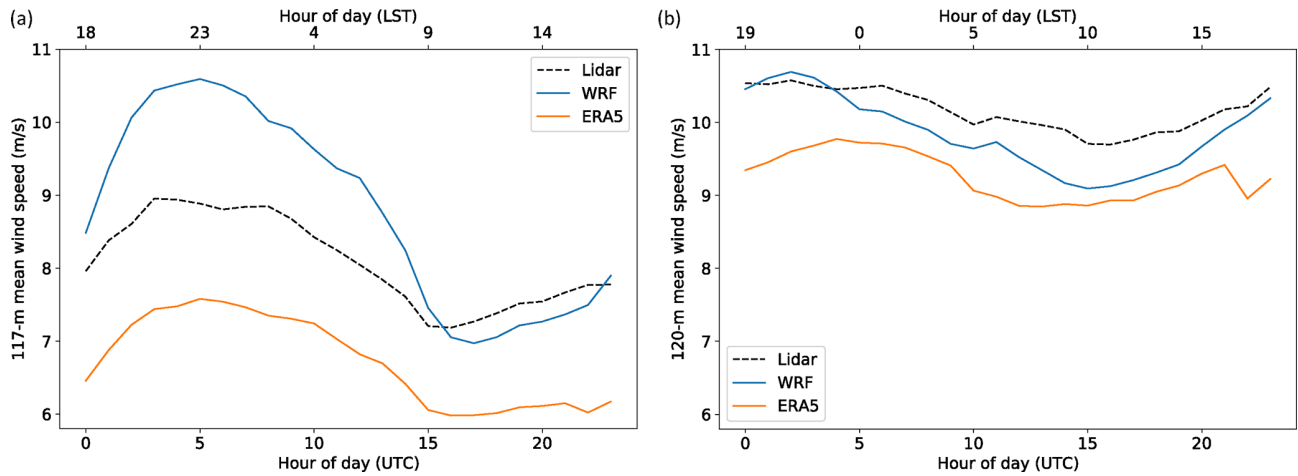 (a)
Hour of day (LST)
18 23 4 9 14
11
10
9
8
7
6
117-m mean wind speed (m/s)
Lidar
WRF
ERA5
0 5 10 15 20
Hour of day (UTC)
(b)
Hour of day (LST)
19 0 5 10 15
11
10
9
8
7
6
120-m mean wind speed (m/s)
Lidar
WRF
ERA5
0 5 10 15 20
Hour of day (UTC)